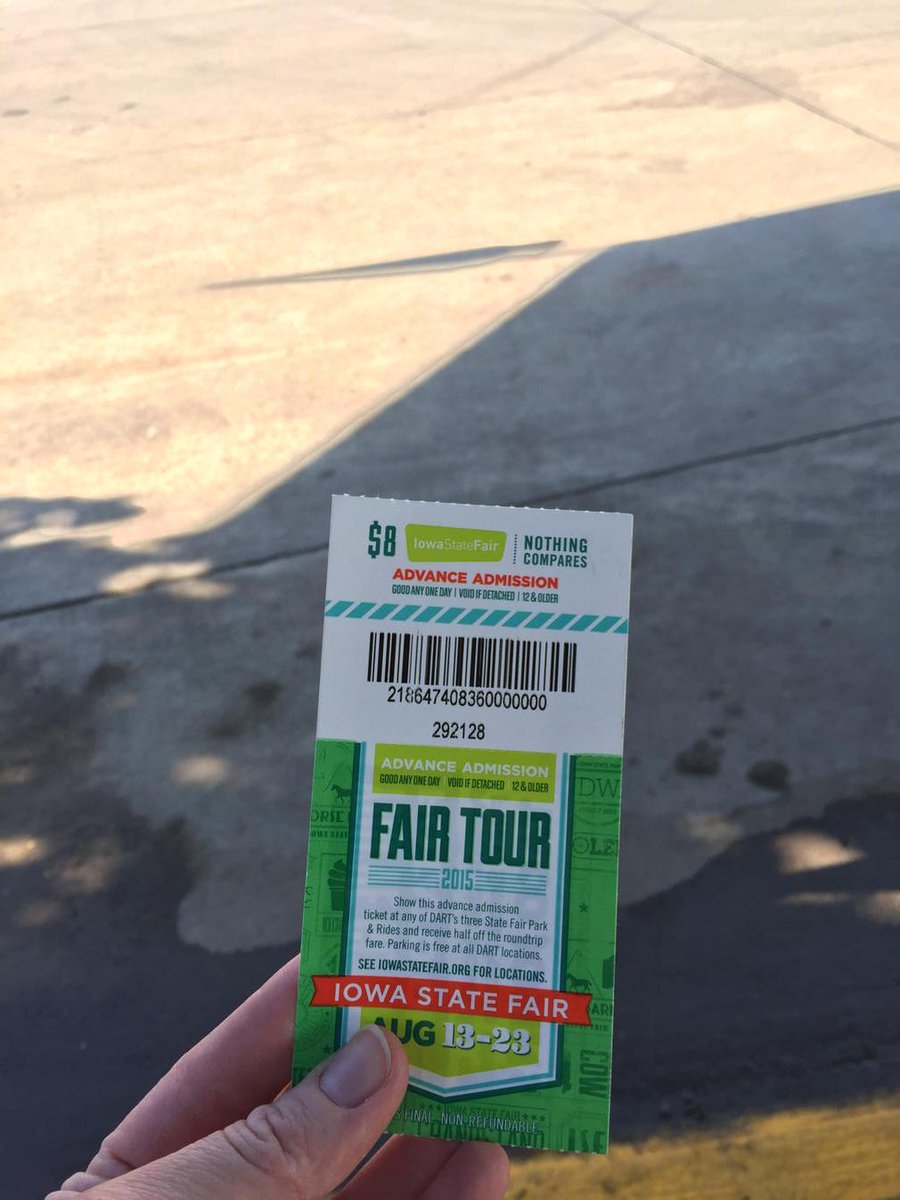 $8 IowaStateFair NOTHING
COMPARES
ADVANCE ADMISSION
GOOD ANY ONE DAY | VOID IF DETACHED | 12 & OLDER
218647408360000000
292128
ADVANCE ADMISSION
GOOD ANY ONE DAY VOID IF DETACHED 12 & OLDER
FAIR TOUR
2015
Show this advance admission
ticket at any of DART's three State Fair Park
& Rides and receive half off the roundtrip
fare. Parking is free at all DART locations.
SEE IOWASTATEFAIR.ORG FOR LOCATIONS.
IOWA STATE FAIR
AUG 13-23
FINAL, NON-REFUNDABLE
COW